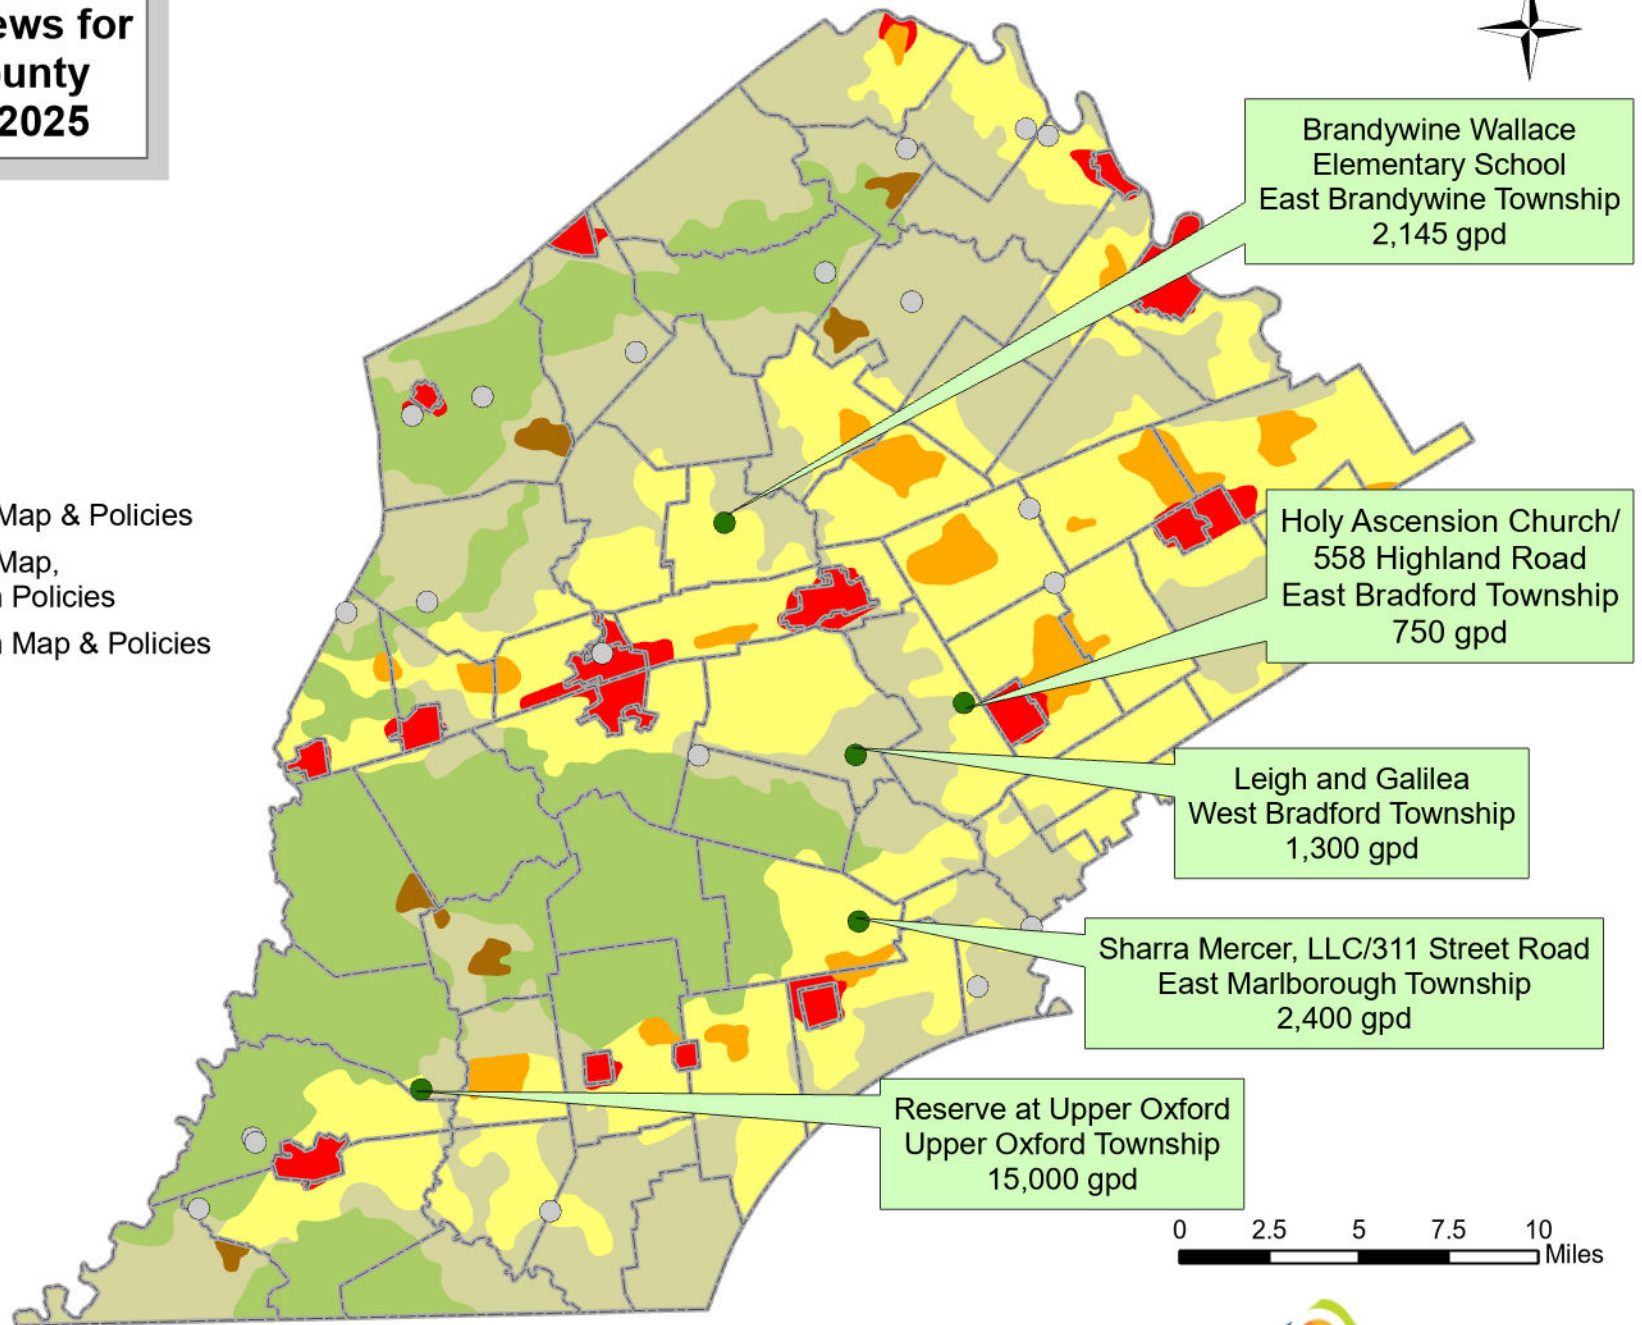 ews for
unty
2025
Brandywine Wallace
Elementary School
East Brandywine Township
2,145 gpd
Map & Policies
Map,
Policies
Map & Policies
Holy Ascension Church/
558 Highland Road
East Bradford Township
750 gpd
Leigh and Galilea
West Bradford Township
1,300 gpd
Sharra Mercer, LLC/311 Street Road
East Marlborough Township
2,400 gpd
Reserve at Upper Oxford
Upper Oxford Township
15,000 gpd
0 2.5 5 7.5 10
Miles